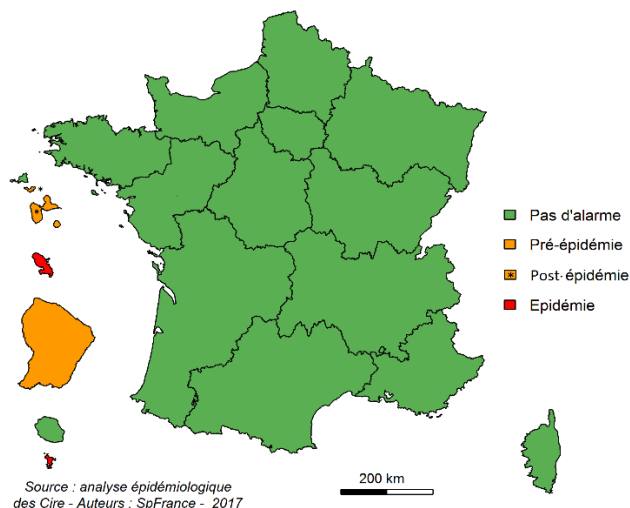 Pas d'alarme
Pré-épidémie
Post-épidémie
Epidémie
200 km
Source : analyse épidémiologique
des Cire - Auteurs : SpFrance - 2017